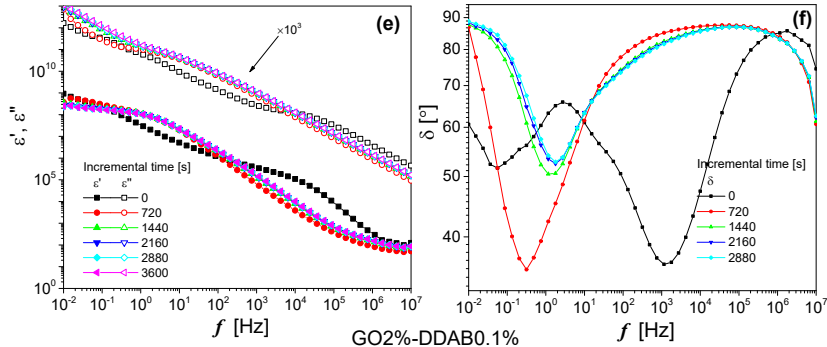 (e)
×10³
10¹⁰
10⁵
10⁰
ε', ε''
Incremental time [s]
ε' ε''
0
720
1440
2160
2880
3600
10⁻² 10⁻¹ 10⁰ 10¹ 10² 10³ 10⁴ 10⁵ 10⁶ 10⁷
f [Hz]
(f)
90
80
70
60
50
40
δ [°]
Incremental time [s]
δ
0
720
1440
2160
2880
10⁻² 10⁻¹ 10⁰ 10¹ 10² 10³ 10⁴ 10⁵ 10⁶ 10⁷
f [Hz]
GO2%-DDAB0.1%